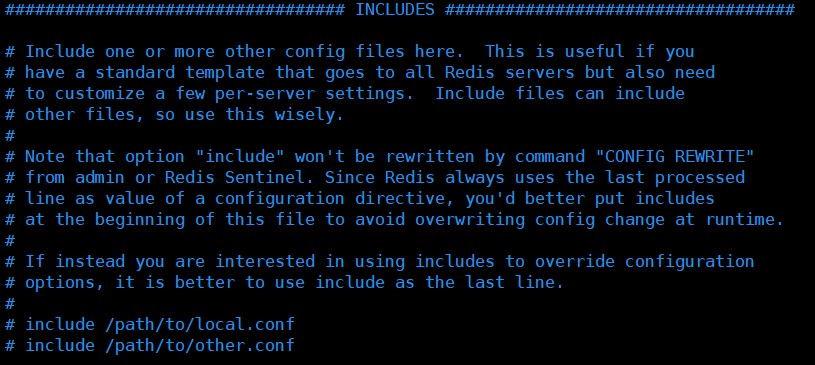 ################################## INCLUDES ###################################
# Include one or more other config files here.  This is useful if you
# have a standard template that goes to all Redis servers but also need
# to customize a few per-server settings.  Include files can include
# other files, so use this wisely.
#
# Note that option "include" won't be rewritten by command "CONFIG REWRITE"
# from admin or Redis Sentinel. Since Redis always uses the last processed
# line as value of a configuration directive, you'd better put includes
# at the beginning of this file to avoid overwriting config change at runtime.
#
# If instead you are interested in using includes to override configuration
# options, it is better to use include as the last line.
#
# include /path/to/local.conf
# include /path/to/other.conf